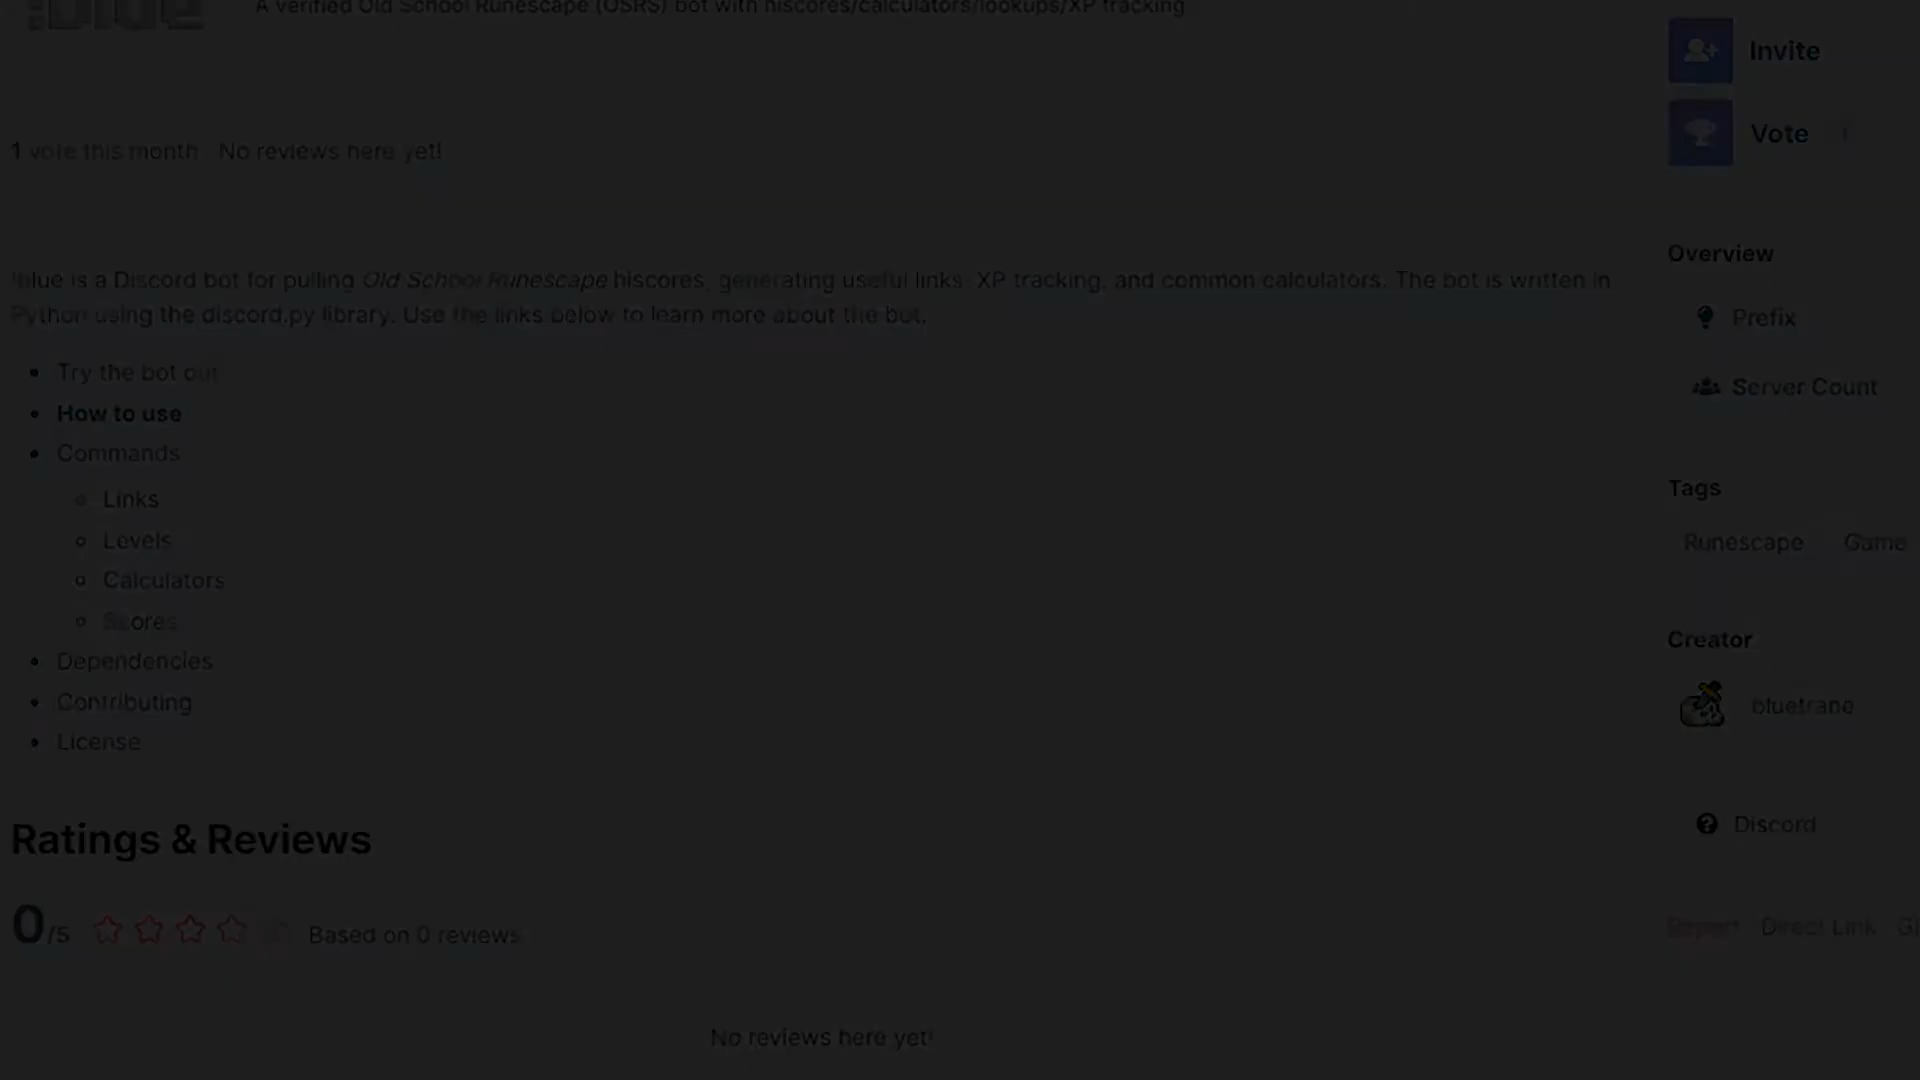 :blue
A verified Old School Runescape (OSRS) bot with hiscores/calculators/lookups/XP tracking
Invite
Vote
1 vote this month No reviews here yet!
Overview
!blue is a Discord bot for pulling Old School Runescape hiscores, generating useful links, XP tracking, and common calculators. The bot is written in
Python using the discord.py library. Use the links below to learn more about the bot.
Prefix
Try the bot out
Server Count
How to use
Commands
Links
Tags
Levels
Runescape Game
Calculators
Scores
Creator
Dependencies
Contributing
bluetrane
License
Discord
Ratings & Reviews
0/5 Based on 0 reviews
Report Direct Link
No reviews here yet!